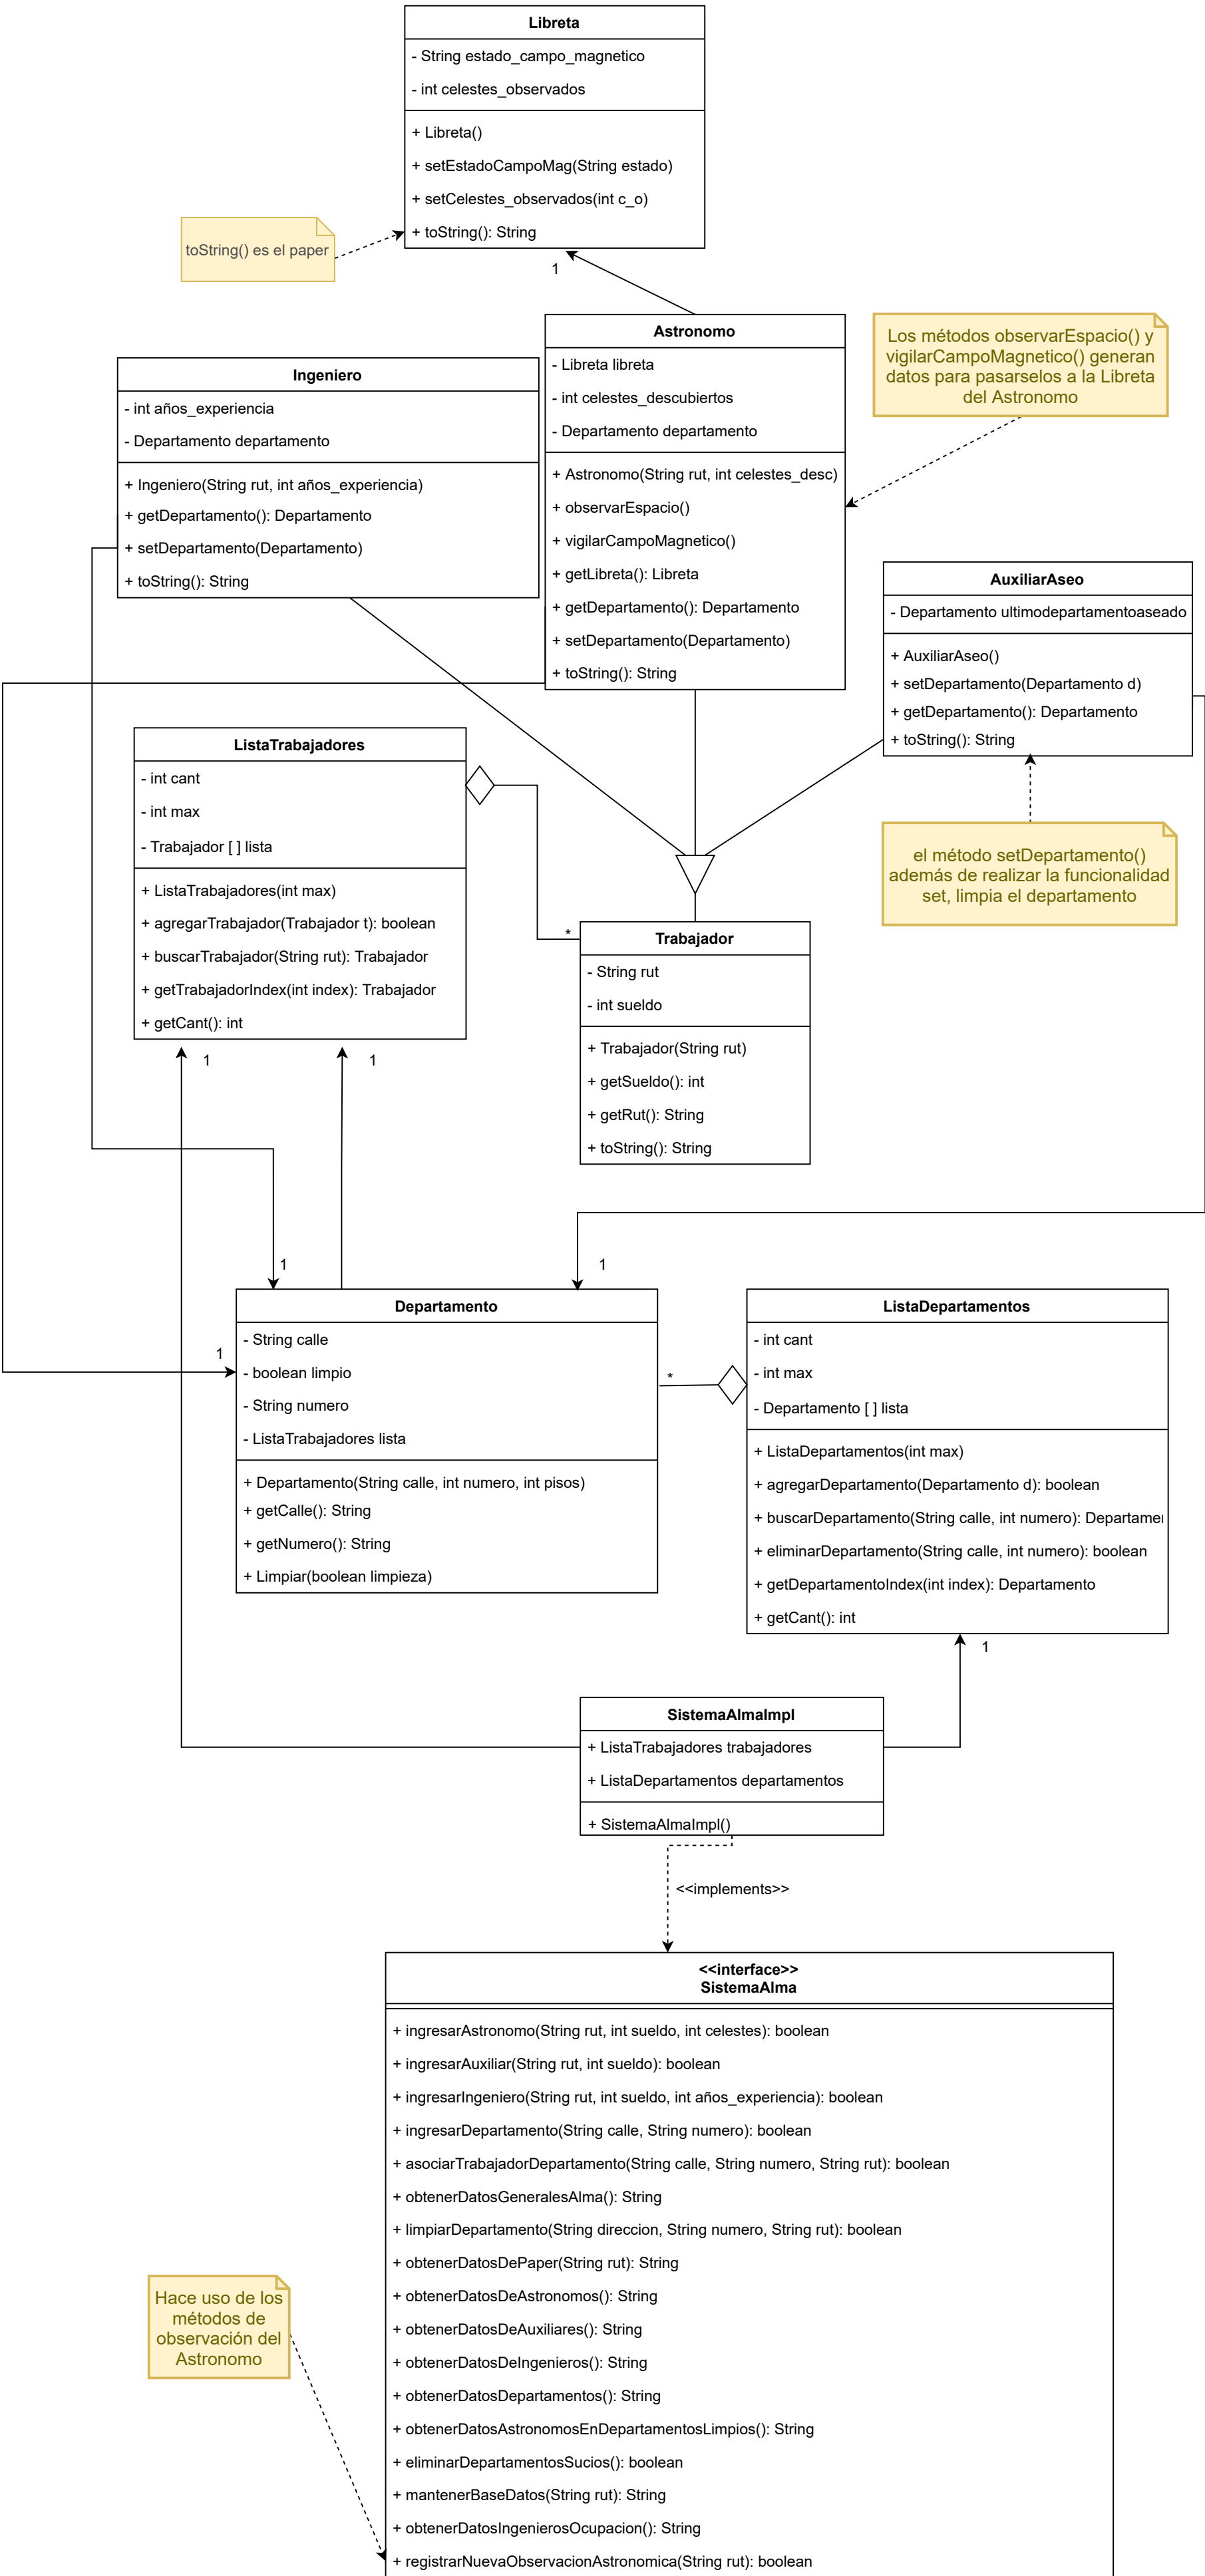 Libreta
- String estado_campo_magnetico
- int celestes_observados
+ Libreta()
+ setEstadoCampoMag(String estado)
+ setCelestes_observados(int c_o)
+ toString(): String
toString() es el paper
1
Astronomo
- Libreta libreta
- int celestes_descubiertos
- Departamento departamento
+ Astronomo(String rut, int celestes_desc)
+ observarEspacio()
+ vigilarCampoMagnetico()
+ getLibreta(): Libreta
+ getDepartamento(): Departamento
+ setDepartamento(Departamento)
+ toString(): String
Los métodos observarEspacio() y
vigilarCampoMagnetico() generan
datos para pasarselos a la Libreta
del Astronomo
Ingeniero
- int años_experiencia
- Departamento departamento
+ Ingeniero(String rut, int años_experiencia)
+ getDepartamento(): Departamento
+ setDepartamento(Departamento)
+ toString(): String
AuxiliarAseo
- Departamento ultimodepartamentoaseado
+ AuxiliarAseo()
+ setDepartamento(Departamento d)
+ getDepartamento(): Departamento
+ toString(): String
el método setDepartamento()
además de realizar la funcionalidad
set, limpia el departamento
ListaTrabajadores
- int cant
- int max
- Trabajador [ ] lista
+ ListaTrabajadores(int max)
+ agregarTrabajador(Trabajador t): boolean
+ buscarTrabajador(String rut): Trabajador
+ getTrabajadorIndex(int index): Trabajador
+ getCant(): int
*
Trabajador
- String rut
- int sueldo
+ Trabajador(String rut)
+ getSueldo(): int
+ getRut(): String
+ toString(): String
1
1
1
1
1
Departamento
- String calle
- boolean limpio
- String numero
- ListaTrabajadores lista
+ Departamento(String calle, int numero, int pisos)
+ getCalle(): String
+ getNumero(): String
+ Limpiar(boolean limpieza)
*
ListaDepartamentos
- int cant
- int max
- Departamento [ ] lista
+ ListaDepartamentos(int max)
+ agregarDepartamento(Departamento d): boolean
+ buscarDepartamento(String calle, int numero):
+ eliminarDepartamento(String calle, int numero): boolean
+ getDepartamentoIndex(int index): Departamento
+ getCant(): int
1
SistemaAlmaImpl
+ ListaTrabajadores trabajadores
+ ListaDepartamentos departamentos
+ SistemaAlmaImpl()
<<implements>>
<<interface>>
SistemaAlma
+ ingresarAstronomo(String rut, int sueldo, int celestes): boolean
+ ingresarAuxiliar(String rut, int sueldo): boolean
+ ingresarIngeniero(String rut, int sueldo, int años_experiencia): boolean
+ ingresarDepartamento(String calle, String numero): boolean
+ asociarTrabajadorDepartamento(String calle, String numero, String rut): boolean
+ obtenerDatosGeneralesAlma(): String
+ limpiarDepartamento(String direccion, String numero, String rut): boolean
+ obtenerDatosDePaper(String rut): String
+ obtenerDatosDeAstronomos(): String
+ obtenerDatosDeAuxiliares(): String
+ obtenerDatosDeIngenieros(): String
+ obtenerDatosDepartamentos(): String
+ obtenerDatosAstronomosEnDepartamentosLimpios(): String
+ eliminarDepartamentosSucios(): boolean
+ mantenerBaseDatos(String rut): String
+ obtenerDatosIngenierosOcupacion(): String
+ registrarNuevaObservacionAstronomica(String rut): boolean
Hace uso de los
métodos de
observación del
Astronomo